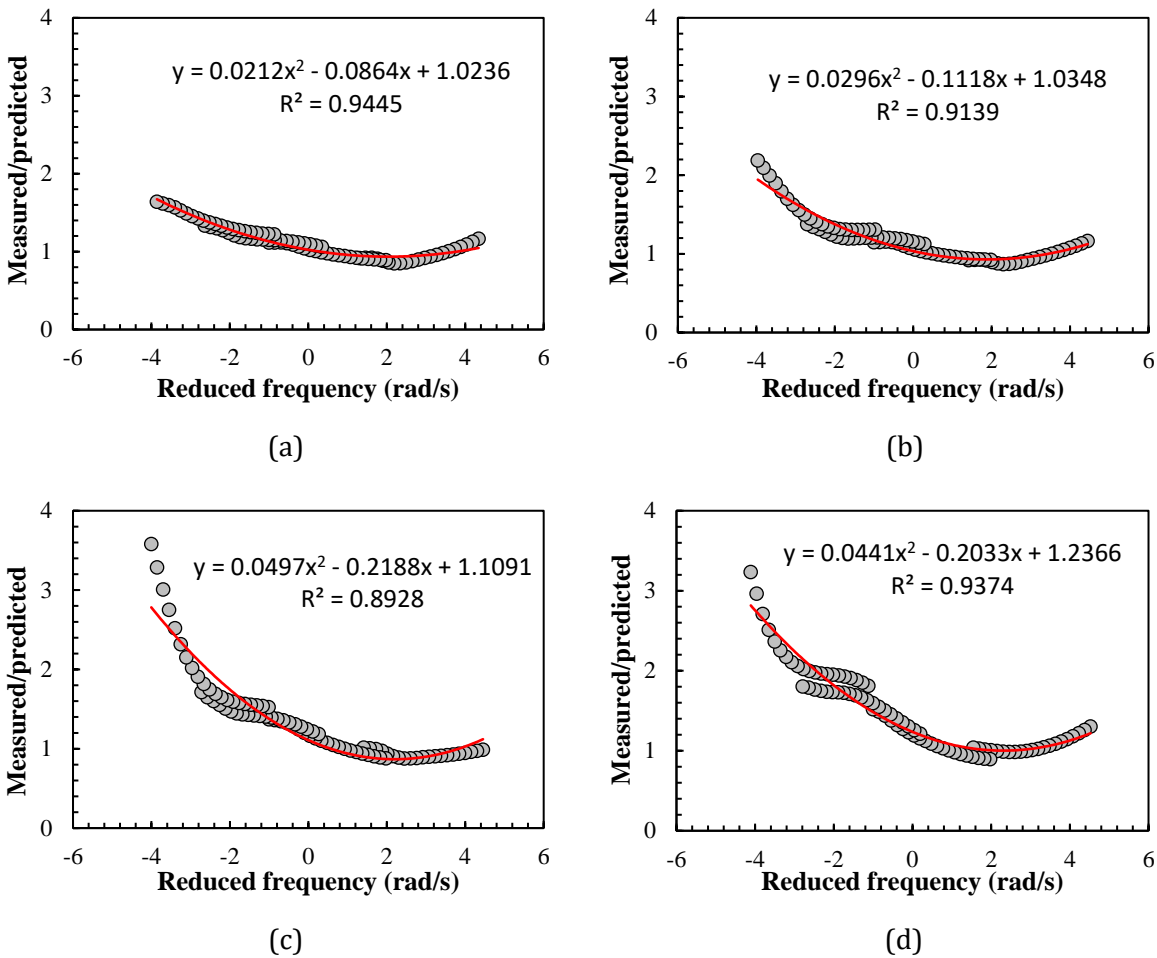 4
3
2
1
0
-6
-4
-2
0
2
4
6
Measured/predicted
Reduced frequency (rad/s)
y = 0.0212x² - 0.0864x + 1.0236
R² = 0.9445
(a)
4
3
2
1
0
-6
-4
-2
0
2
4
6
Measured/predicted
Reduced frequency (rad/s)
y = 0.0296x² - 0.1118x + 1.0348
R² = 0.9139
(b)
4
3
2
1
0
-6
-4
-2
0
2
4
6
Measured/predicted
Reduced frequency (rad/s)
y = 0.0497x² - 0.2188x + 1.1091
R² = 0.8928
(c)
4
3
2
1
0
-6
-4
-2
0
2
4
6
Measured/predicted
Reduced frequency (rad/s)
y = 0.0441x² - 0.2033x + 1.2366
R² = 0.9374
(d)